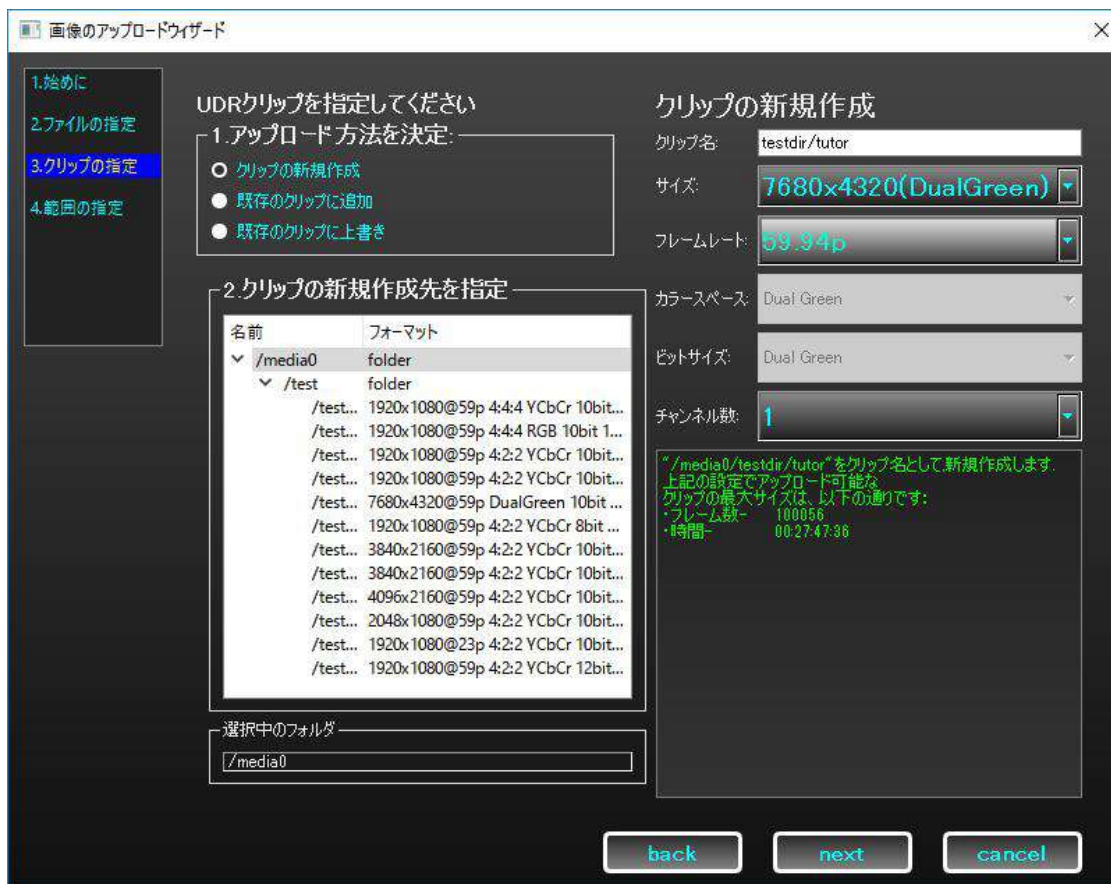 画像のアップロードウィザード
1.始めに
2.ファイルの指定
3.クリップの指定
4.範囲の指定
UDRクリップを指定してください
1.アップロード方法を決定:
クリップの新規作成
既存のクリップに追加
既存のクリップに上書き
2.クリップの新規作成先を指定
名前 フォーマット
/media0 folder
/test folder
/test... 1920x1080@59p 4:4:4 YCbCr 10bit...
/test... 1920x1080@59p 4:4:4 RGB 10bit 1...
/test... 1920x1080@59p 4:2:2 YCbCr 10bit...
/test... 1920x1080@59p 4:2:2 YCbCr 10bit...
/test... 7680x4320@59p DualGreen 10bit ...
/test... 1920x1080@59p 4:2:2 YCbCr 8bit ...
/test... 3840x2160@59p 4:2:2 YCbCr 10bit...
/test... 3840x2160@59p 4:2:2 YCbCr 10bit...
/test... 4096x2160@59p 4:2:2 YCbCr 10bit...
/test... 2048x1080@59p 4:2:2 YCbCr 10bit...
/test... 1920x1080@23p 4:2:2 YCbCr 10bit...
/test... 1920x1080@59p 4:2:2 YCbCr 12bit...
選択中のフォルダ
/media0
クリップの新規作成
クリップ名: testdir/tutor
サイズ: 7680x4320(DualGreen)
フレームレート: 59.94p
カラースペース: Dual Green
ビットサイズ: Dual Green
チャンネル数: 1
"/media0/testdir/tutor"をクリップ名として新規作成します.
上記の設定でアップロード可能な
クリップの最大サイズは、以下の通りです:
・フレーム数- 100056
・時間- 00:27:47:36
back next cancel